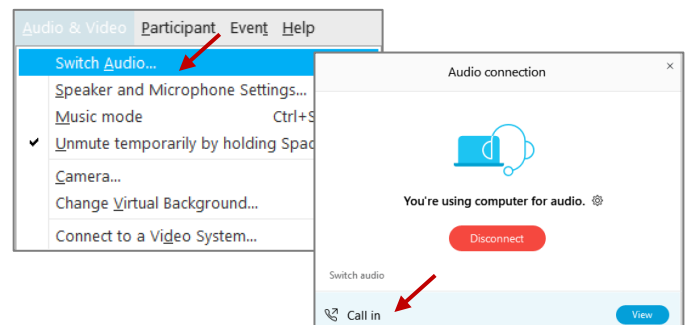 Audio & Video Participant Event Help
Switch Audio...
Speaker and Microphone Settings...
Music mode Ctrl+S
Unmute temporarily by holding Spac
Camera...
Change Virtual Background...
Connect to a Video System...
Audio connection ×
You're using computer for audio.
Disconnect
Switch audio
Call in View